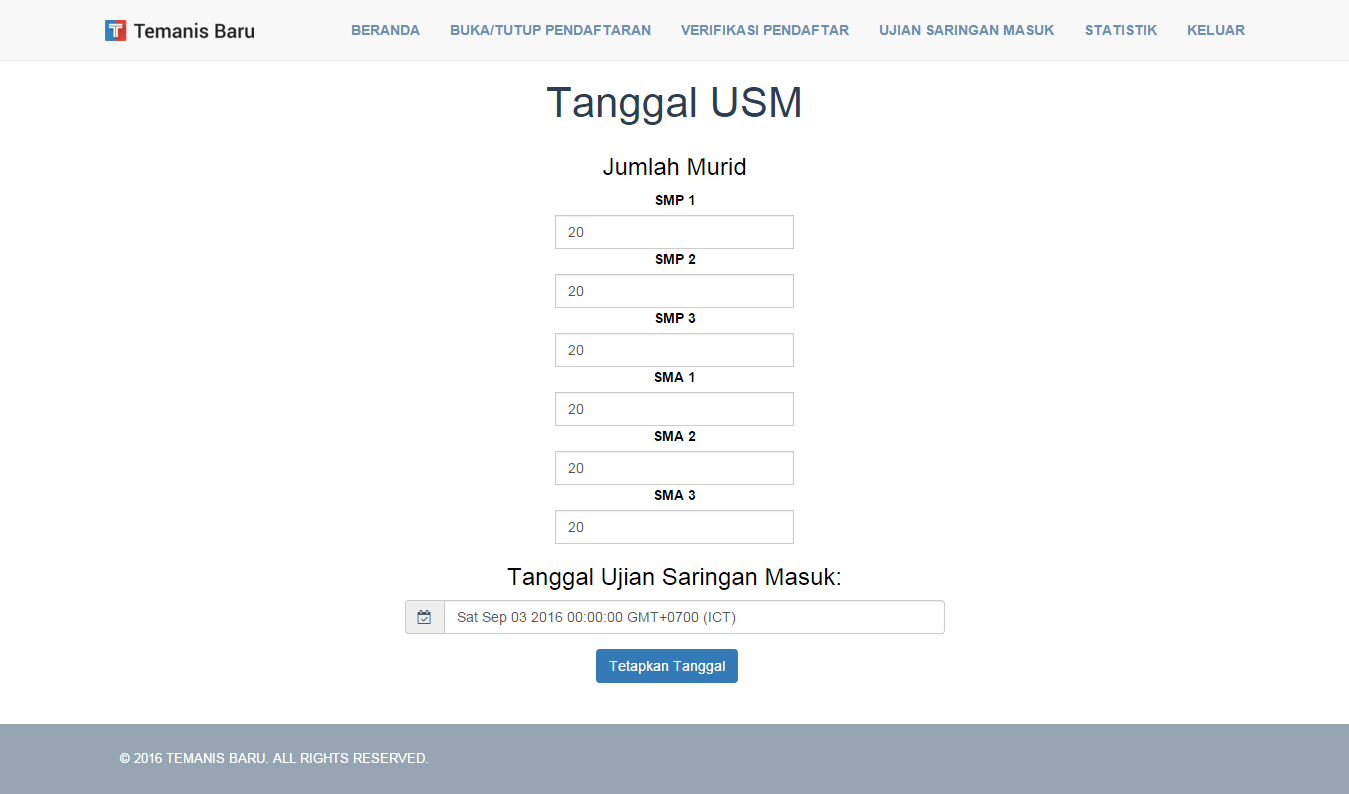 Temanis Baru
BERANDA BUKA/TUTUP PENDAFTARAN VERIFIKASI PENDAFTAR UJIAN SARINGAN MASUK STATISTIK KELUAR
Tanggal USM
Jumlah Murid
SMP 1
20
SMP 2
20
SMP 3
20
SMA 1
20
SMA 2
20
SMA 3
20
Tanggal Ujian Saringan Masuk:
Sat Sep 03 2016 00:00:00 GMT+0700 (ICT)
Tetapkan Tanggal
© 2016 TEMANIS BARU. ALL RIGHTS RESERVED.